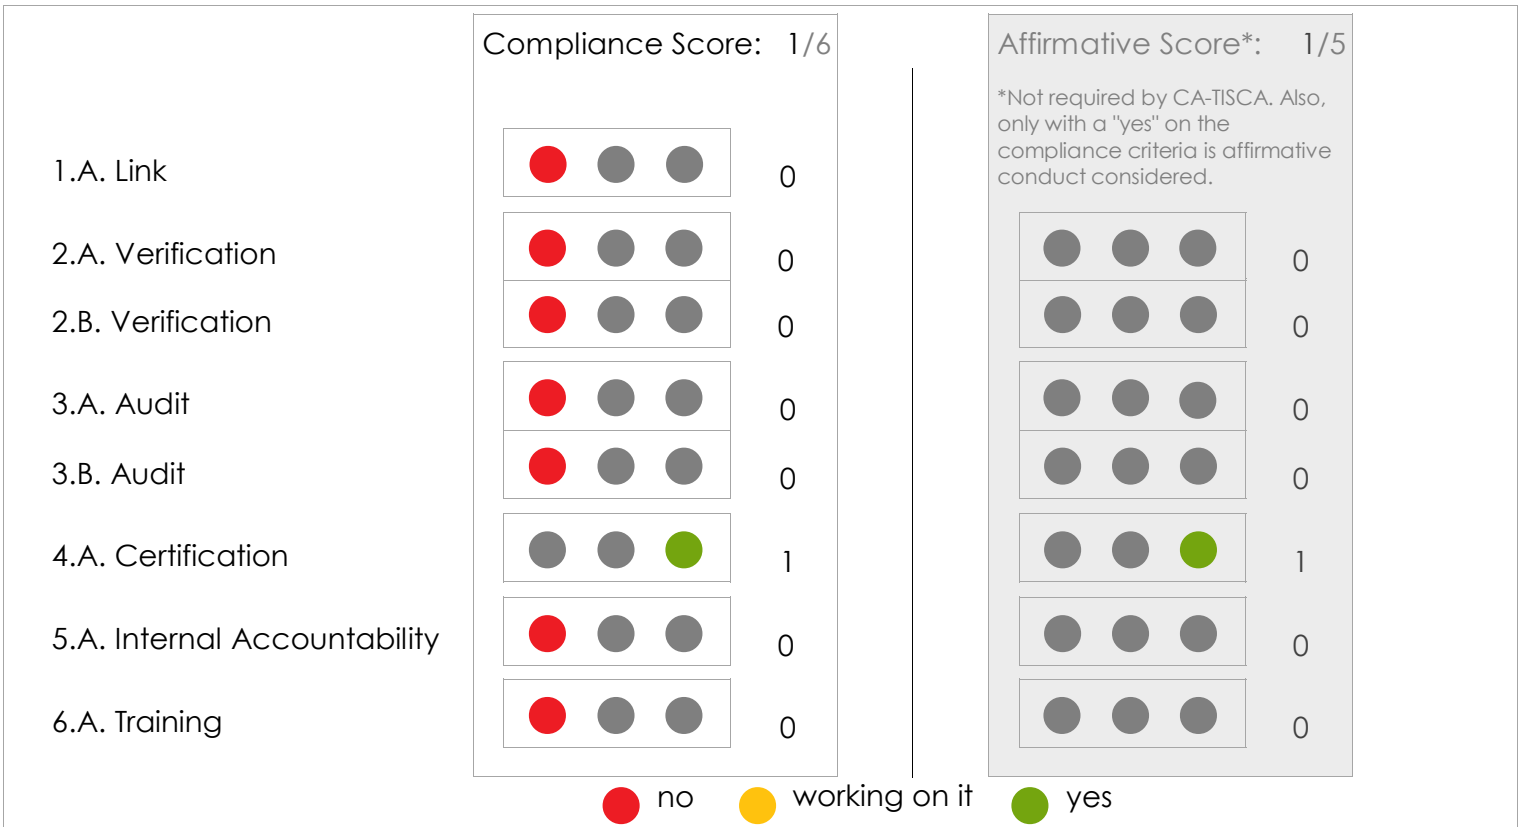 Compliance Score: 1/6
Affirmative Score*: 1/5
*Not required by CA-TISCA. Also,
only with a "yes" on the
compliance criteria is affirmative
conduct considered.
1.A. Link 0
2.A. Verification 0 0
2.B. Verification 0 0
3.A. Audit 0 0
3.B. Audit 0 0
4.A. Certification 1 1
5.A. Internal Accountability 0 0
6.A. Training 0 0
no working on it yes